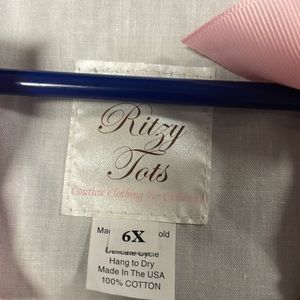 Ritzy
Tots
Couture Clothing For Children
6X
Delicate Cycle
Hang to Dry
Made In The USA
100% COTTON